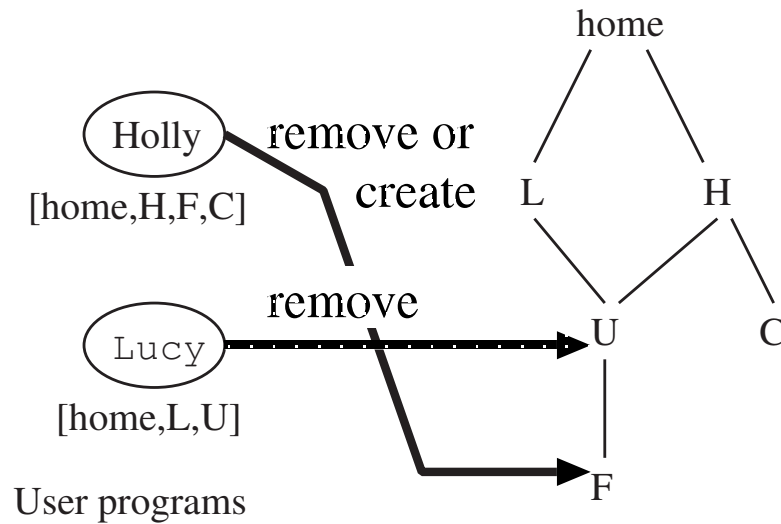 home
Holly
remove or
create
[home,H,F,C]
L
H
remove
Lucy
U
C
[home,L,U]
F
User programs